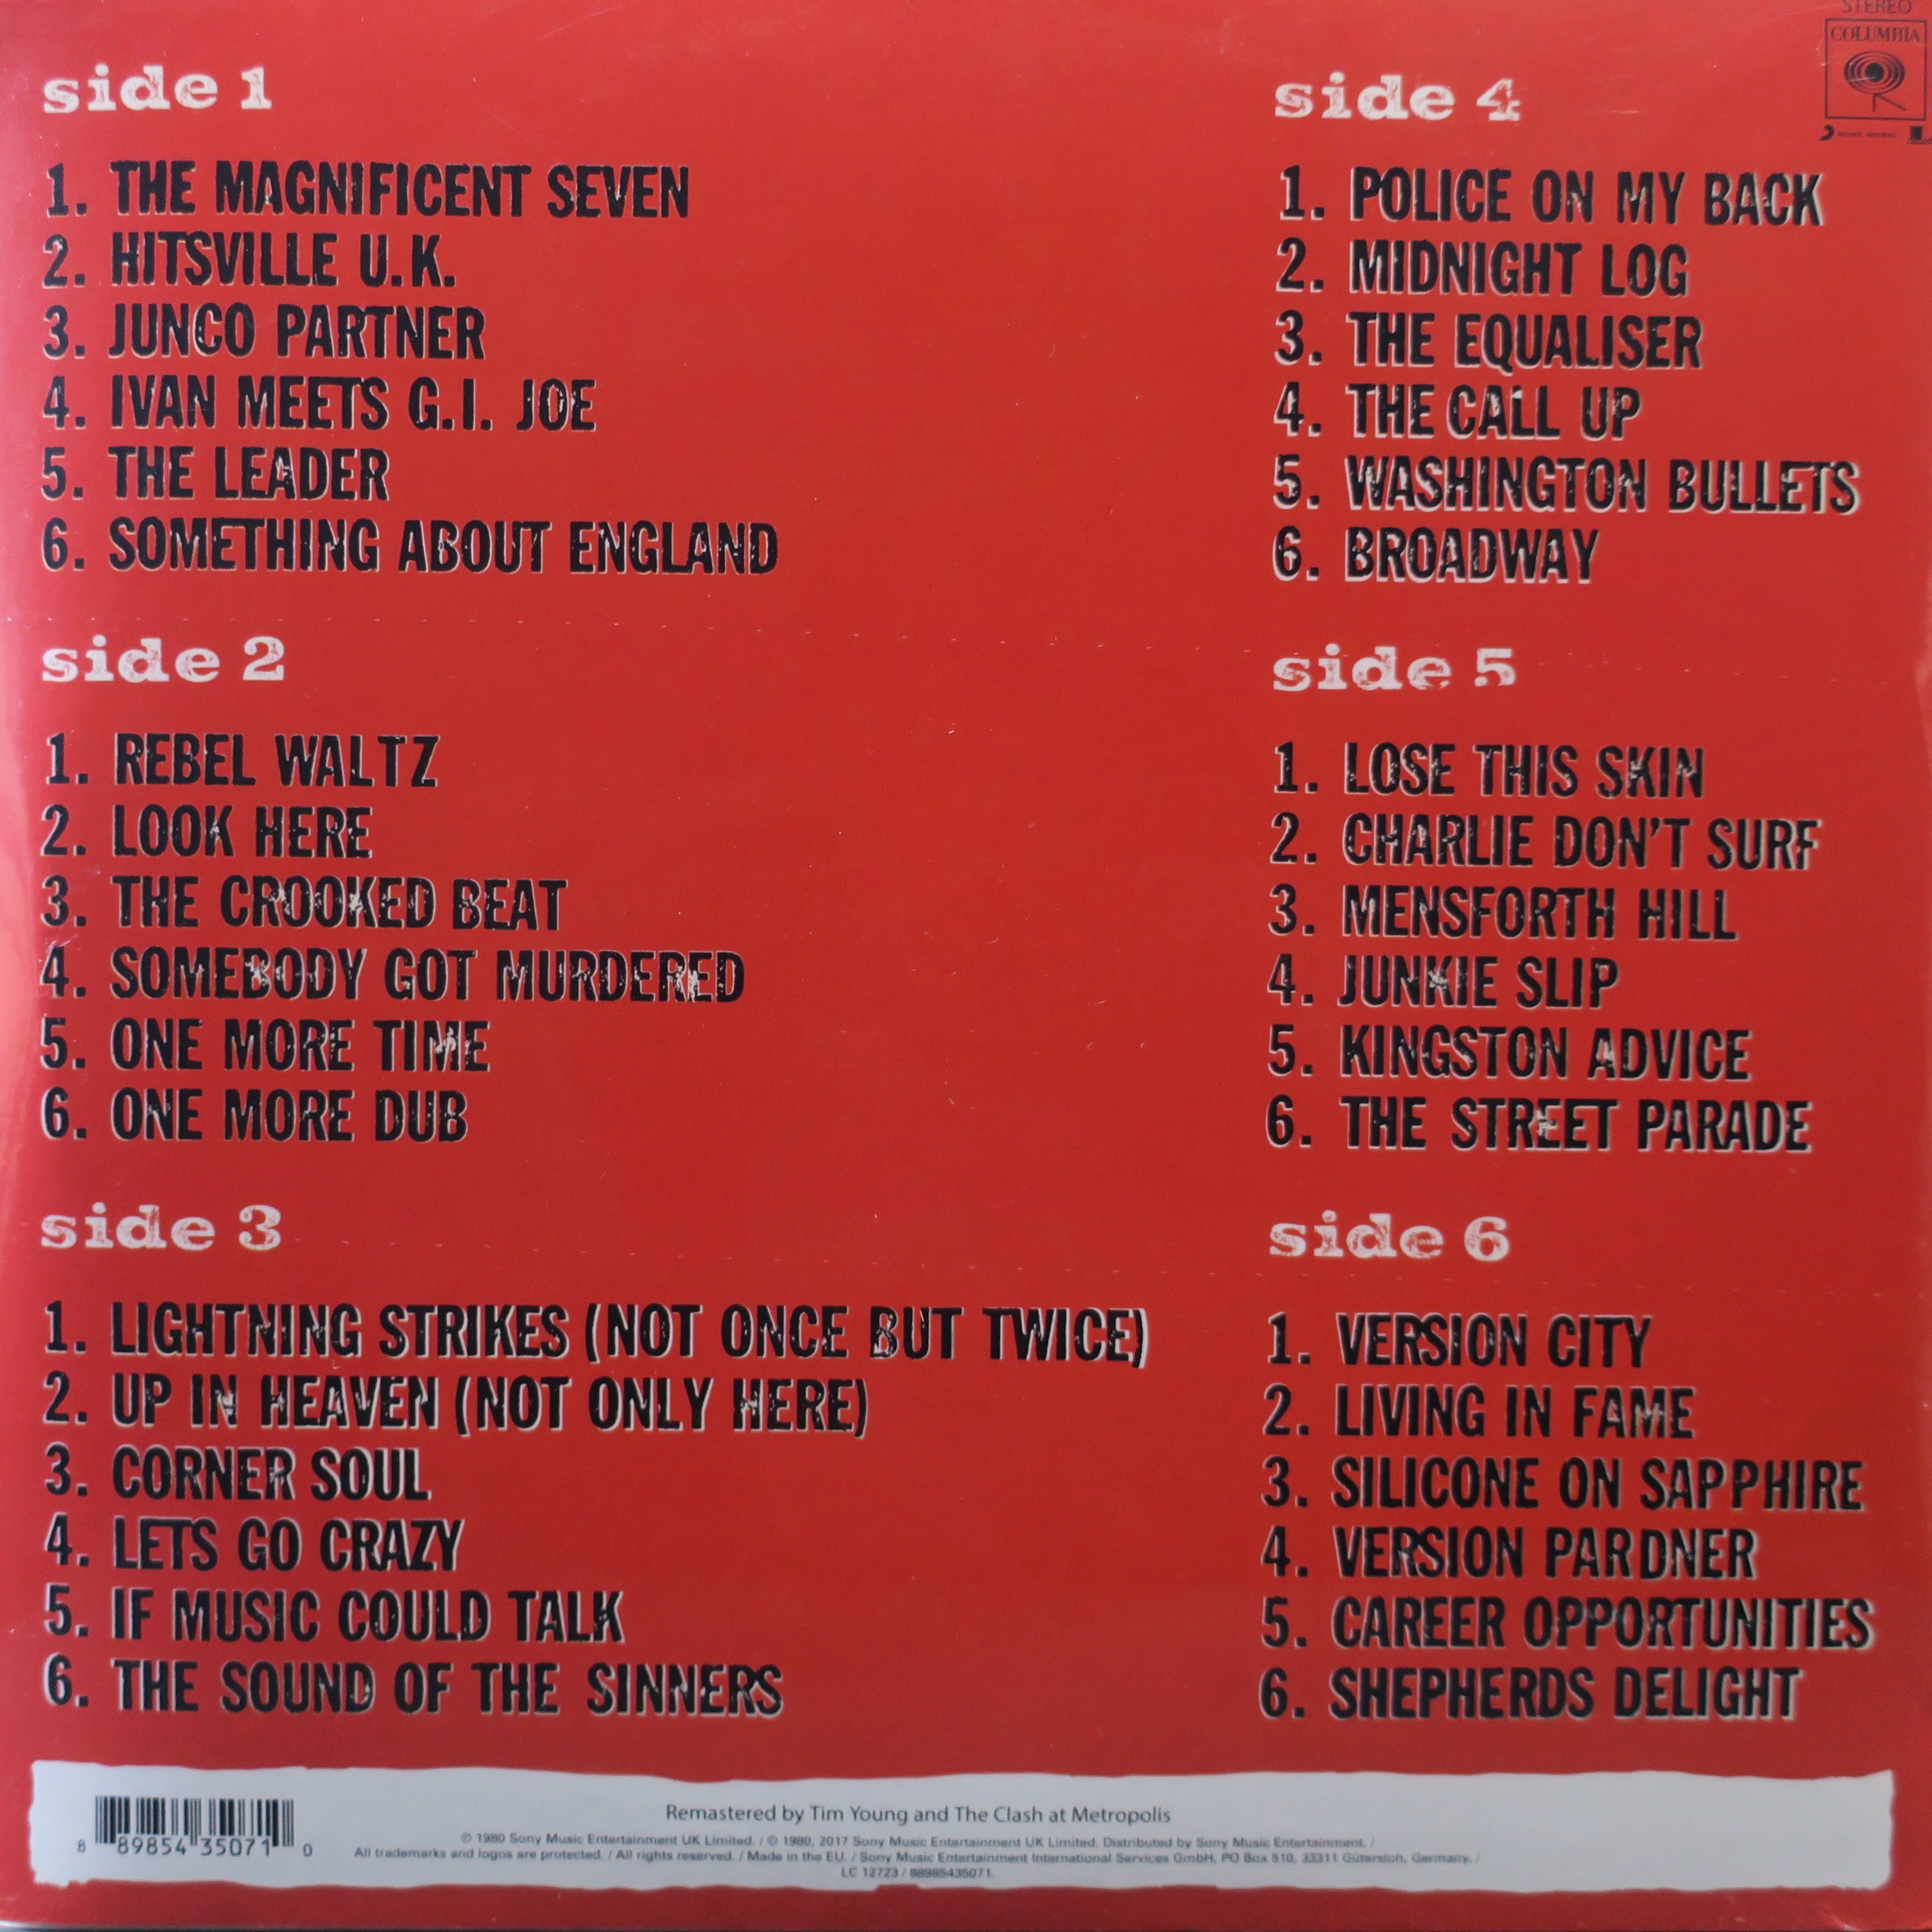 side 1
1. THE MAGNIFICENT SEVEN
2. HITSVILLE U.K.
3. JUNCO PARTNER
4. IVAN MEETS G.I. JOE
5. THE LEADER
6. SOMETHING ABOUT ENGLAND
side 2
1. REBEL WALTZ
2. LOOK HERE
3. THE CROOKED BEAT
4. SOMEBODY GOT MURDERED
5. ONE MORE TIME
6. ONE MORE DUB
side 3
1. LIGHTNING STRIKES (NOT ONCE BUT TWICE)
2. UP IN HEAVEN (NOT ONLY HERE)
3. CORNER SOUL
4. LETS GO CRAZY
5. IF MUSIC COULD TALK
6. THE SOUND OF THE SINNERS
STEREO
COLUMBIA
side 4
1. POLICE ON MY BACK
2. MIDNIGHT LOG
3. THE EQUALISER
4. THE CALL UP
5. WASHINGTON BULLETS
6. BROADWAY
side 5
1. LOSE THIS SKIN
2. CHARLIE DON'T SURF
3. MENSFORTH HILL
4. JUNKIE SLIP
5. KINGSTON ADVICE
6. THE STREET PARADE
side 6
1. VERSION CITY
2. LIVING IN FAME
3. SILICONE ON SAPPHIRE
4. VERSION PARDNER
5. CAREER OPPORTUNITIES
6. SHEPHERDS DELIGHT
8 89854 35071 0
Remastered by Tim Young and The Clash at Metropolis
℗ 1980 Sony Music Entertainment UK Limited. / © 1980, 2017 Sony Music Entertainment UK Limited. Distributed by Sony Music Entertainment. /
All trademarks and logos are protected. / All rights reserved. / Made in the EU. / Sony Music Entertainment International Services GmbH, PO Box 510, 33311 Gütersloh, Germany. /
LC 12723 / 88985435071.